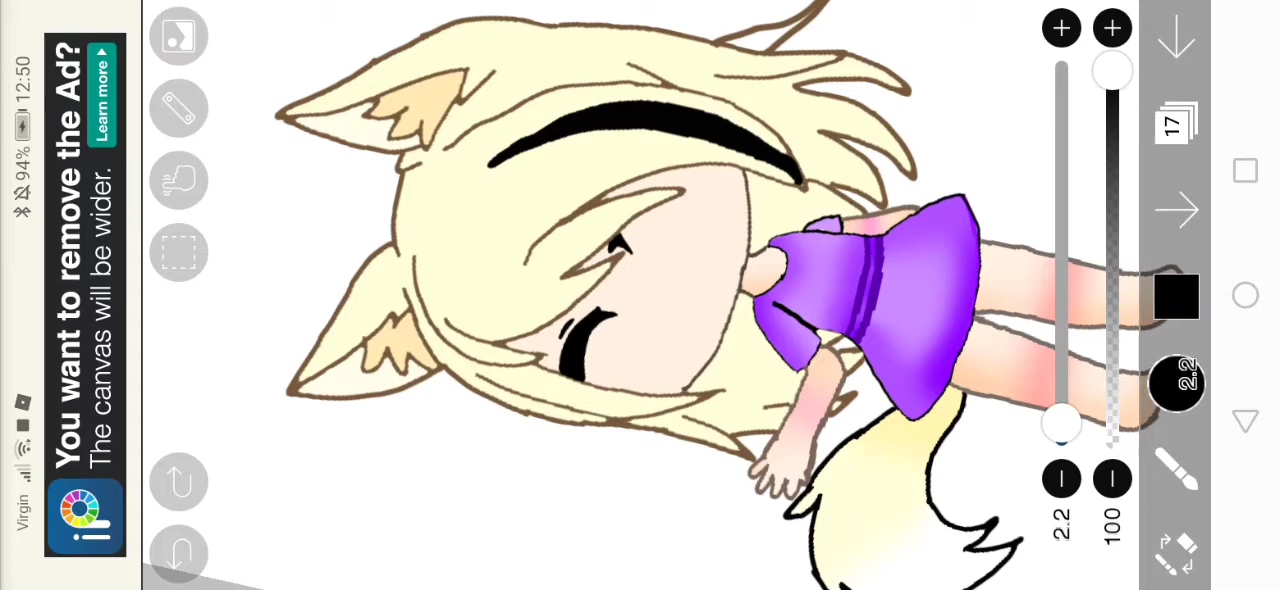 Virgin
94% 12:50
You want to remove the Ad?
The canvas will be wider.
Learn more
iP
17
2.2
2.2
100